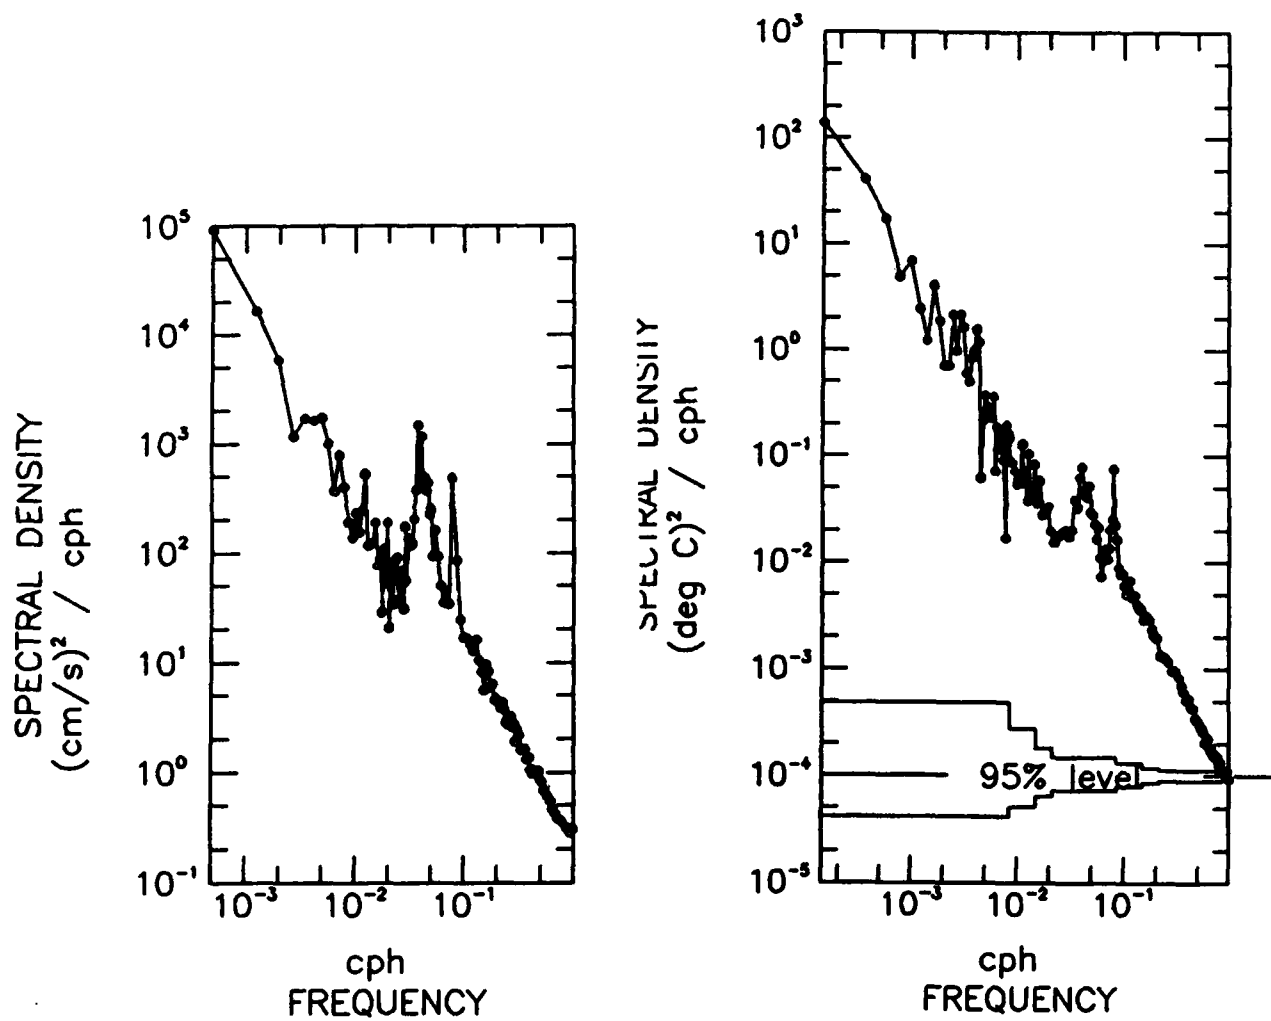 SPECTRAL DENSITY
(cm/s)² / cph
10⁵
10⁴
10³
10²
10¹
10⁰
10⁻¹
10⁻³ 10⁻² 10⁻¹
cph
FREQUENCY
SPECTRAL DENSITY
(deg C)² / cph
10³
10²
10¹
10⁰
10⁻¹
10⁻²
10⁻³
10⁻⁴
10⁻⁵
95% level
10⁻³ 10⁻² 10⁻¹
cph
FREQUENCY